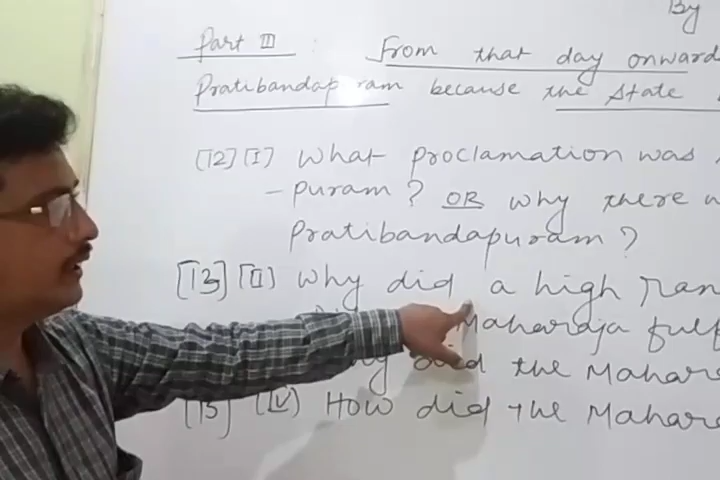 By
Part III : From that day onward
Pratibandapuram because the State
[12] (I) What proclamation was
- puram ? OR Why there
Pratibandapuram ?
[13] (II) Why did a high ran
Maharaja fulf
did the Mahara
[15] (IV) How did the Mahara